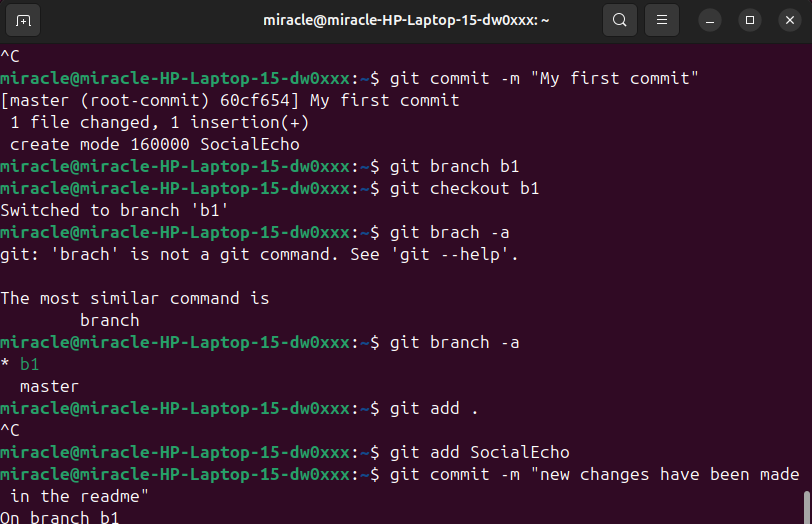 miracle@miracle-HP-Laptop-15-dw0xxx: ~
^C
miracle@miracle-HP-Laptop-15-dw0xxx:~$ git commit -m "My first commit"
[master (root-commit) 60cf654] My first commit
 1 file changed, 1 insertion(+)
 create mode 160000 SocialEcho
miracle@miracle-HP-Laptop-15-dw0xxx:~$ git branch b1
miracle@miracle-HP-Laptop-15-dw0xxx:~$ git checkout b1
Switched to branch 'b1'
miracle@miracle-HP-Laptop-15-dw0xxx:~$ git brach -a
git: 'brach' is not a git command. See 'git --help'.

The most similar command is
        branch
miracle@miracle-HP-Laptop-15-dw0xxx:~$ git branch -a
* b1
  master
miracle@miracle-HP-Laptop-15-dw0xxx:~$ git add .
^C
miracle@miracle-HP-Laptop-15-dw0xxx:~$ git add SocialEcho
miracle@miracle-HP-Laptop-15-dw0xxx:~$ git commit -m "new changes have been made
 in the readme"
On branch b1